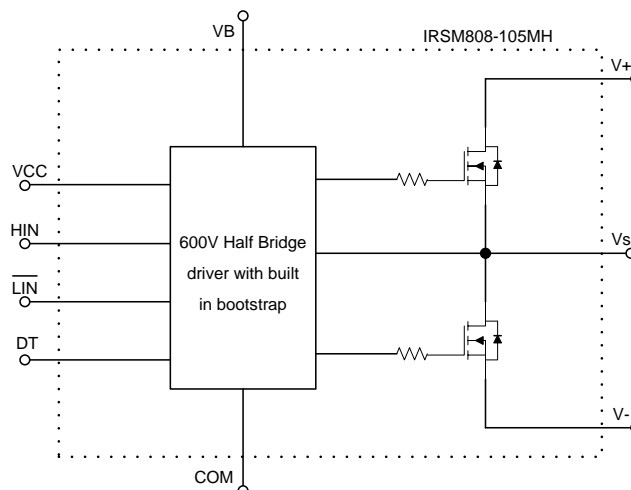 VB
IRSM808-105MH
V+
VCC
HIN
600V Half Bridge
driver with built
in bootstrap
Vs
LIN
DT
V-
COM